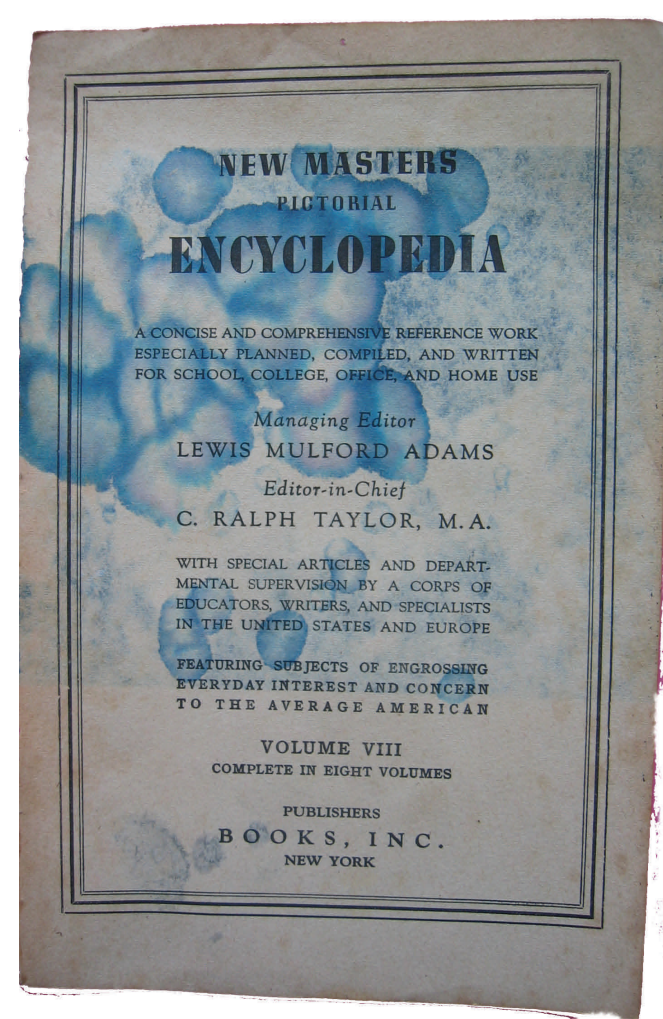 NEW MASTERS
PICTORIAL
ENCYCLOPEDIA
A CONCISE AND COMPREHENSIVE REFERENCE WORK
ESPECIALLY PLANNED, COMPILED, AND WRITTEN
FOR SCHOOL, COLLEGE, OFFICE, AND HOME USE
Managing Editor
LEWIS MULFORD ADAMS
Editor-in-Chief
C. RALPH TAYLOR, M.A.
WITH SPECIAL ARTICLES AND DEPART-
MENTAL SUPERVISION BY A CORPS OF
EDUCATORS, WRITERS, AND SPECIALISTS
IN THE UNITED STATES AND EUROPE
FEATURING SUBJECTS OF ENGROSSING
EVERYDAY INTEREST AND CONCERN
TO THE AVERAGE AMERICAN
VOLUME VIII
COMPLETE IN EIGHT VOLUMES
PUBLISHERS
BOOKS, INC.
NEW YORK